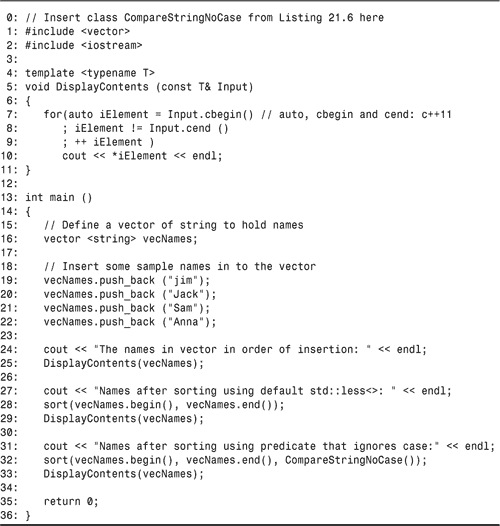 0: // Insert class CompareStringNoCase from Listing 21.6 here
1: #include <vector>
2: #include <iostream>
3:
4: template <typename T>
5: void DisplayContents (const T& Input)
6: {
7:    for(auto iElement = Input.cbegin() // auto, cbegin and cend: c++11
8:       ; iElement != Input.cend ()
9:       ; ++ iElement )
10:       cout << *iElement << endl;
11: }
12:
13: int main ()
14: {
15:    // Define a vector of string to hold names
16:    vector <string> vecNames;
17:
18:    // Insert some sample names in to the vector
19:    vecNames.push_back ("jim");
20:    vecNames.push_back ("Jack");
21:    vecNames.push_back ("Sam");
22:    vecNames.push_back ("Anna");
23:
24:    cout << "The names in vector in order of insertion: " << endl;
25:    DisplayContents(vecNames);
26:
27:    cout << "Names after sorting using default std::less<>: " << endl;
28:    sort(vecNames.begin(), vecNames.end());
29:    DisplayContents(vecNames);
30:
31:    cout << "Names after sorting using predicate that ignores case:" << endl;
32:    sort(vecNames.begin(), vecNames.end(), CompareStringNoCase());
33:    DisplayContents(vecNames);
34:
35:    return 0;
36: }